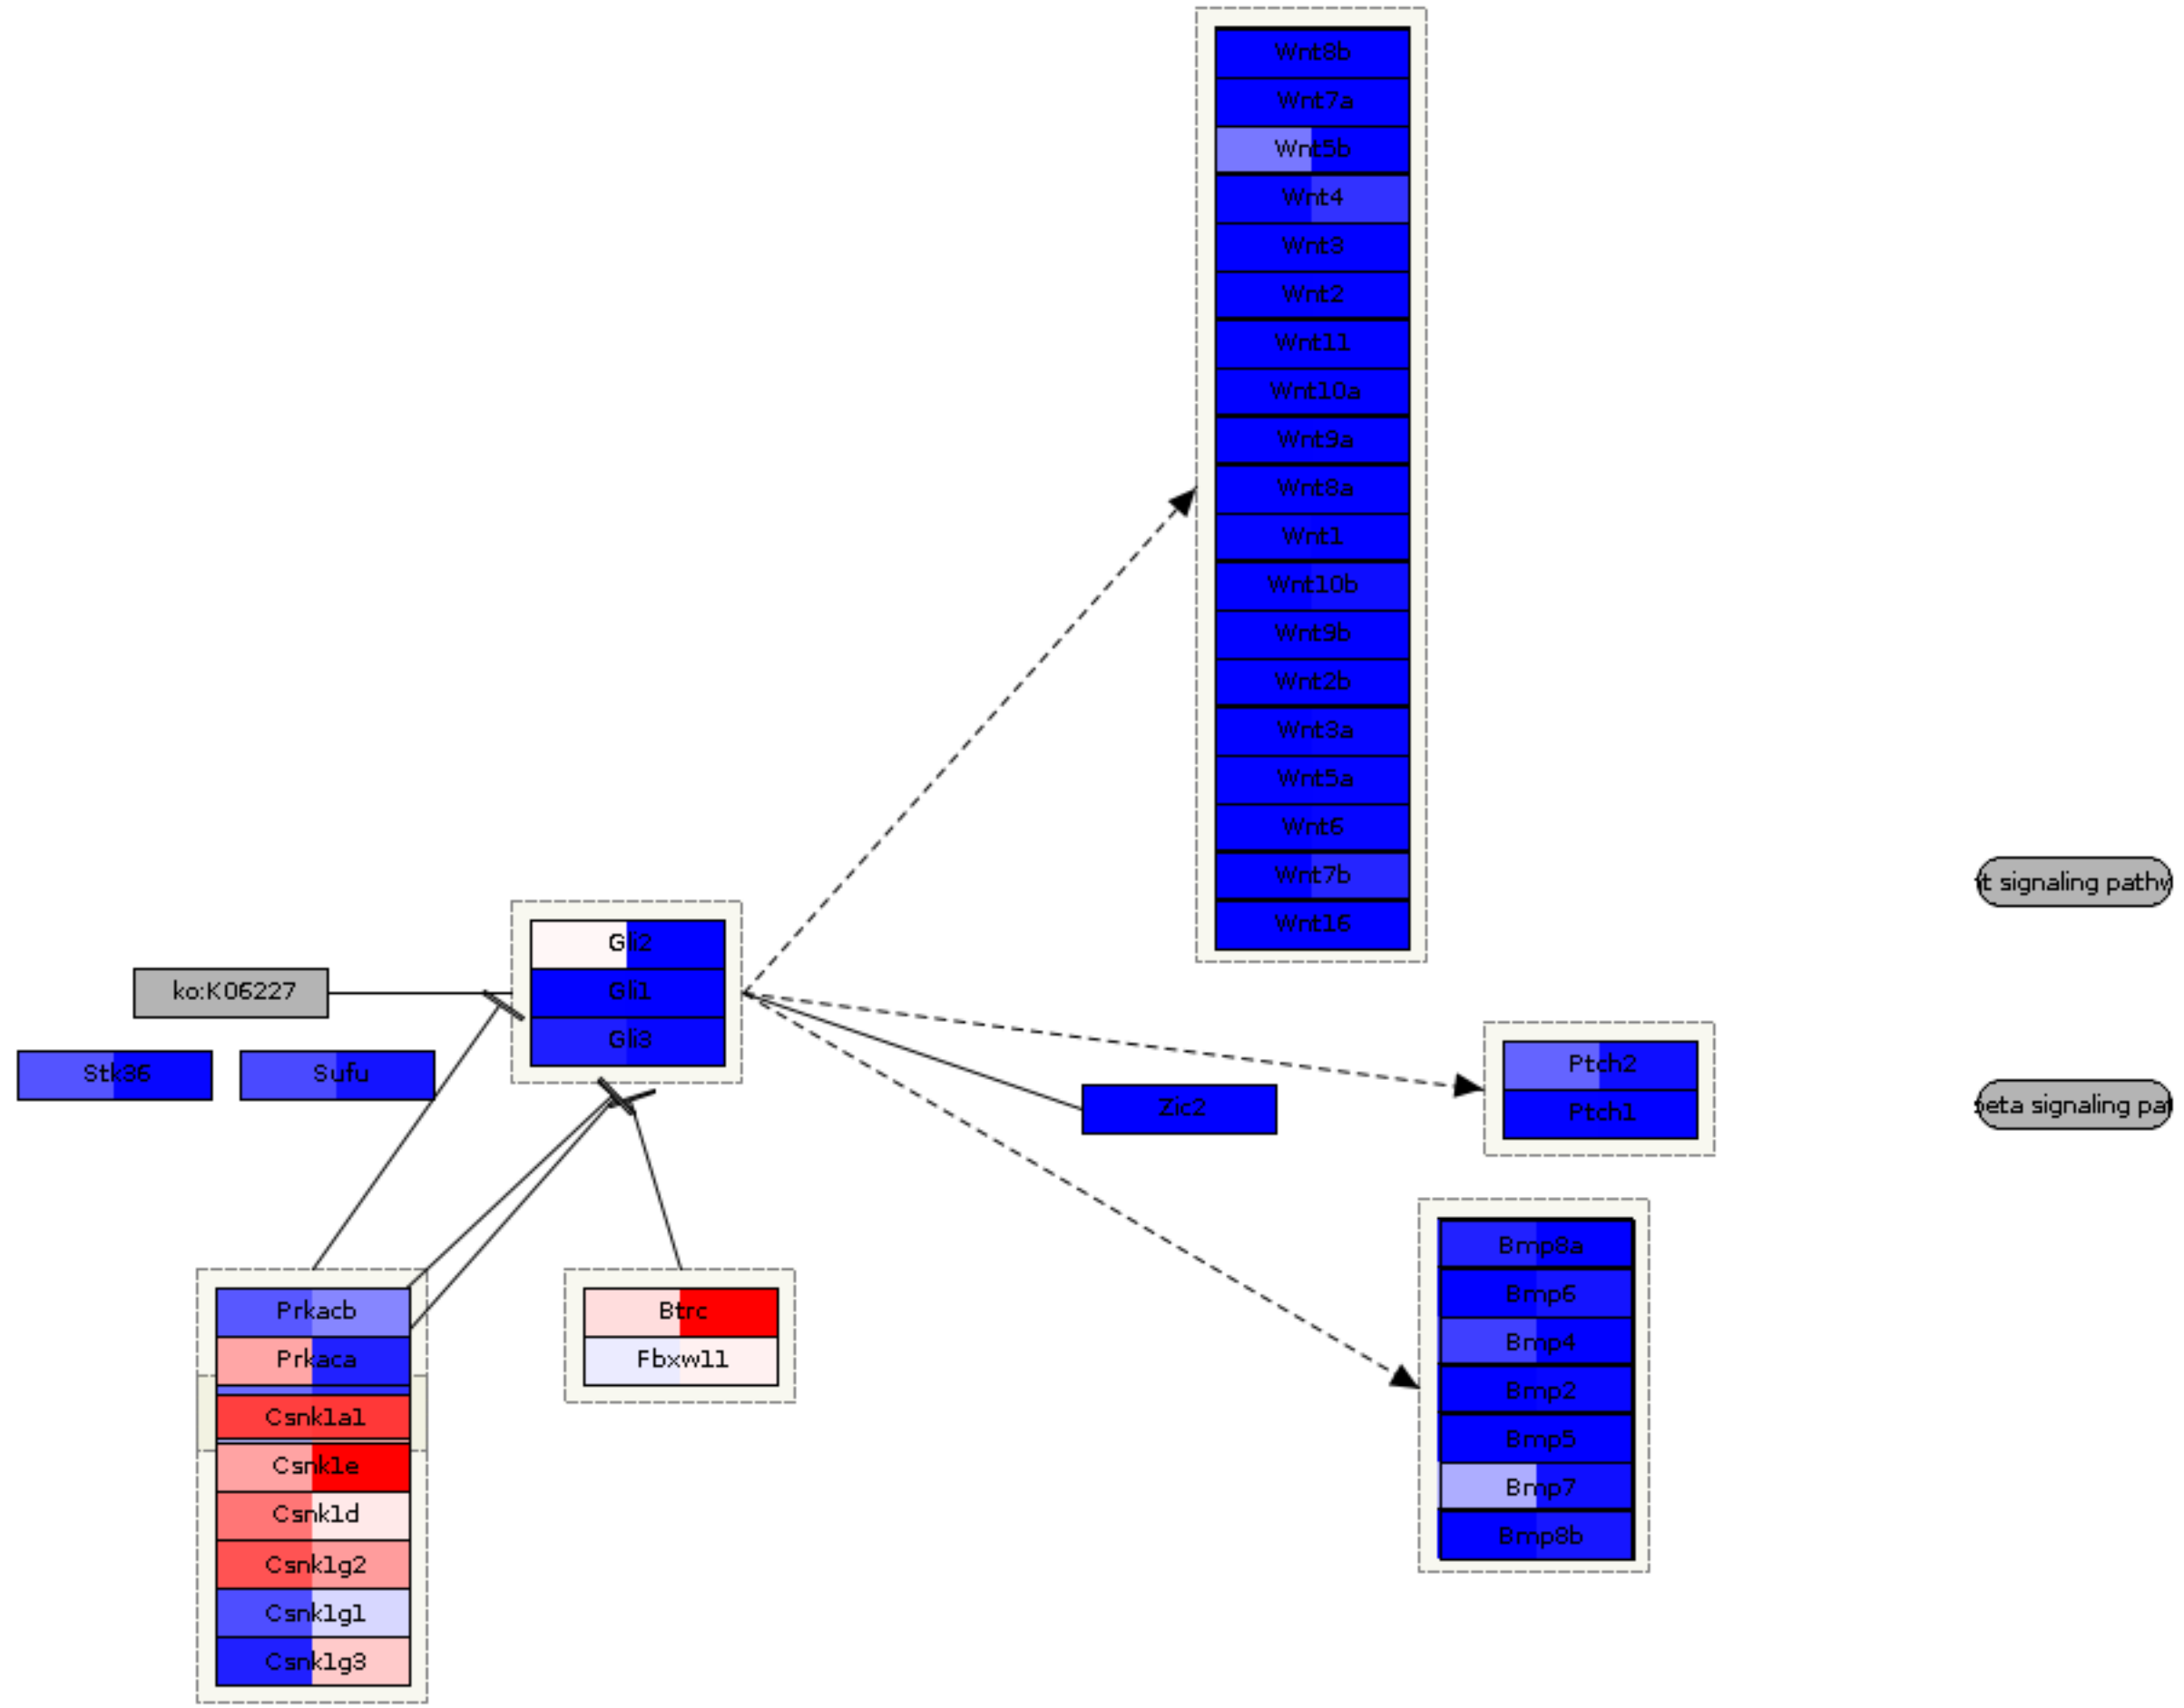 Wnt8b
Wnt7a
Wnt5b
Wnt4
Wnt3
Wnt2
Wnt11
Wnt10a
Wnt9a
Wnt8a
Wnt1
Wnt10b
Wnt9b
Wnt2b
Wnt3a
Wnt5a
Wnt6
Wnt7b
Wnt16
t signaling pathw
Gli2
Gli1
Gli3
ko:K06227
Stk36
Sufu
Zic2
Ptch2
Ptch1
beta signaling pat
Prkacb
Prkaca
Csnk1a1
Csnk1e
Csnk1d
Csnk1g2
Csnk1g1
Csnk1g3
Btrc
Fbxw11
Bmp8a
Bmp6
Bmp4
Bmp2
Bmp5
Bmp7
Bmp8b